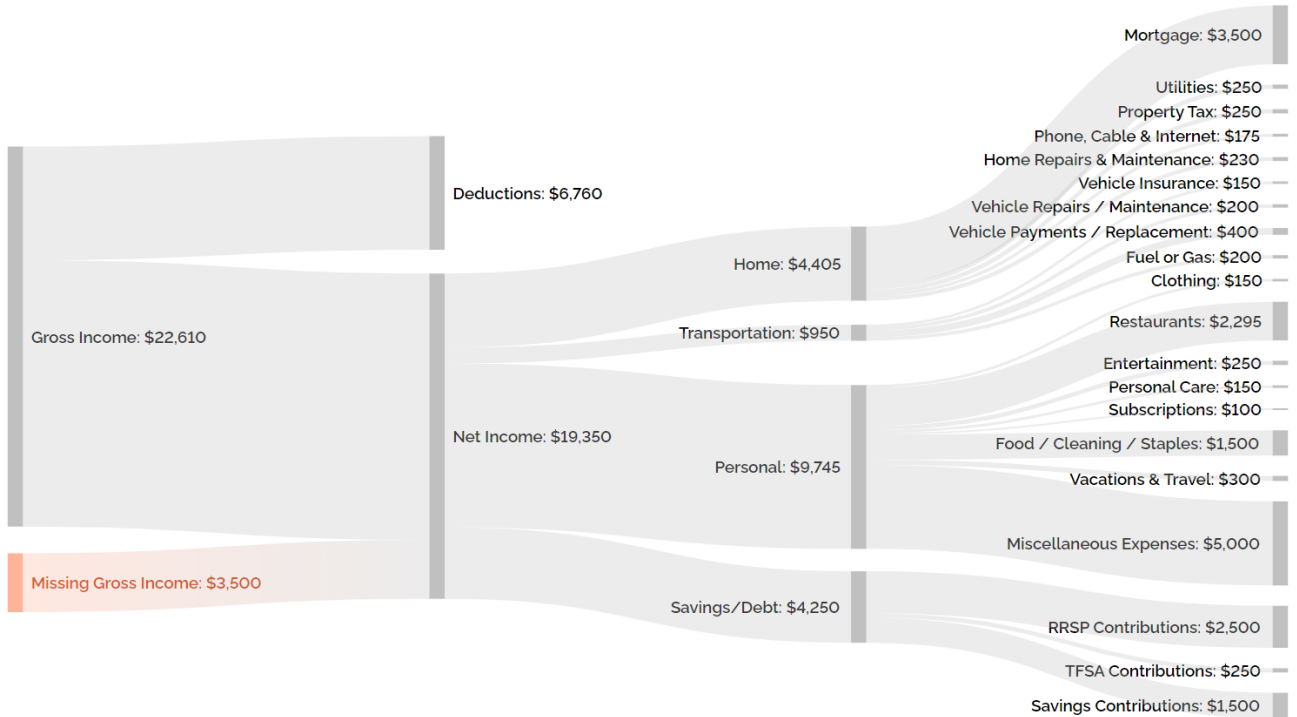 Gross Income: $22,610
Missing Gross Income: $3,500
Deductions: $6,760
Net Income: $19,350
Home: $4,405
Transportation: $950
Personal: $9,745
Savings/Debt: $4,250
Mortgage: $3,500
Utilities: $250
Property Tax: $250
Phone, Cable & Internet: $175
Home Repairs & Maintenance: $230
Vehicle Insurance: $150
Vehicle Repairs / Maintenance: $200
Vehicle Payments / Replacement: $400
Fuel or Gas: $200
Clothing: $150
Restaurants: $2,295
Entertainment: $250
Personal Care: $150
Subscriptions: $100
Food / Cleaning / Staples: $1,500
Vacations & Travel: $300
Miscellaneous Expenses: $5,000
RRSP Contributions: $2,500
TFSA Contributions: $250
Savings Contributions: $1,500